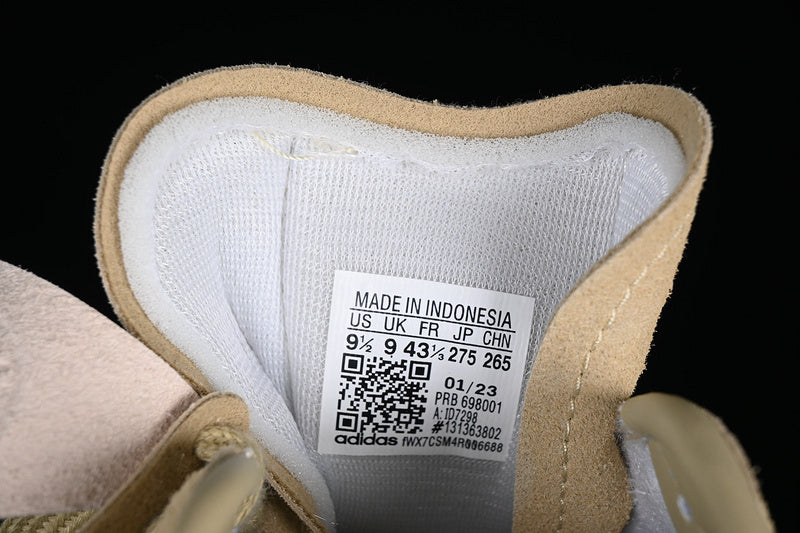 MADE IN INDONESIA
US UK FR JP CHN
9½ 9 43⅓ 275 265
01/23
PRB 698001
A: ID7298
#131363802
adidas fWX7CSM4R006688